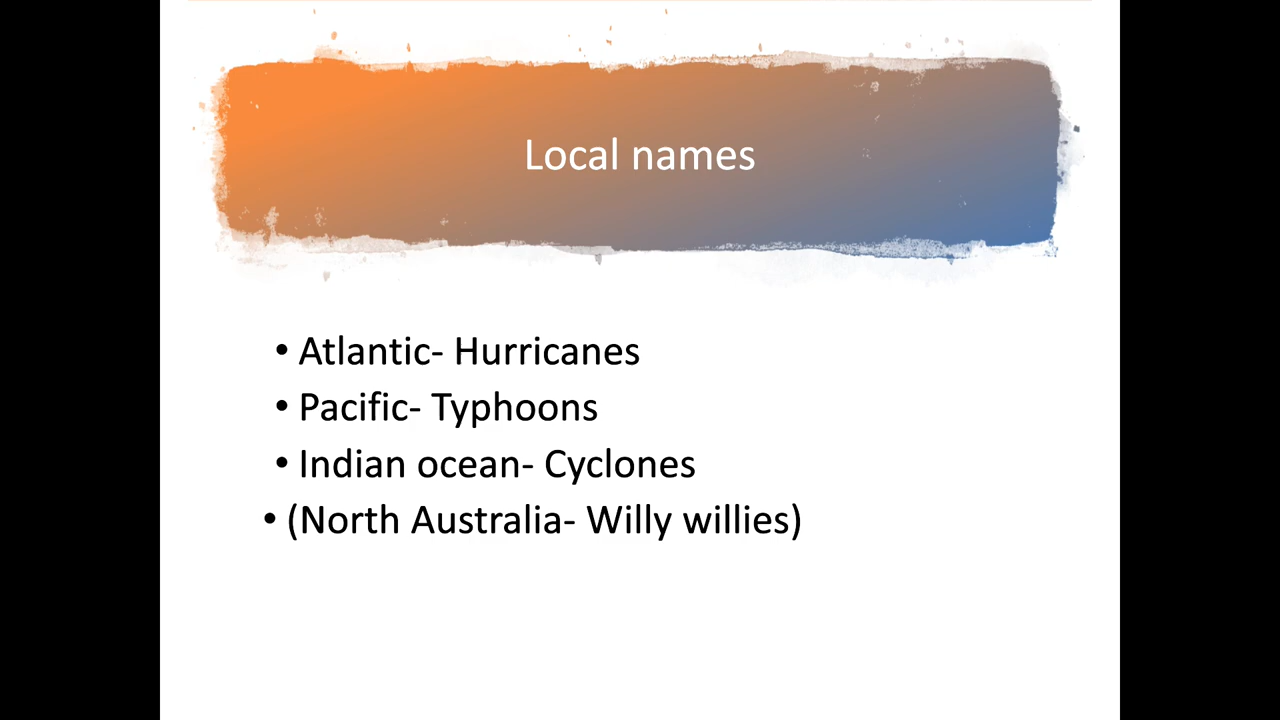 Local names
• Atlantic- Hurricanes
• Pacific- Typhoons
• Indian ocean- Cyclones
• (North Australia- Willy willies)